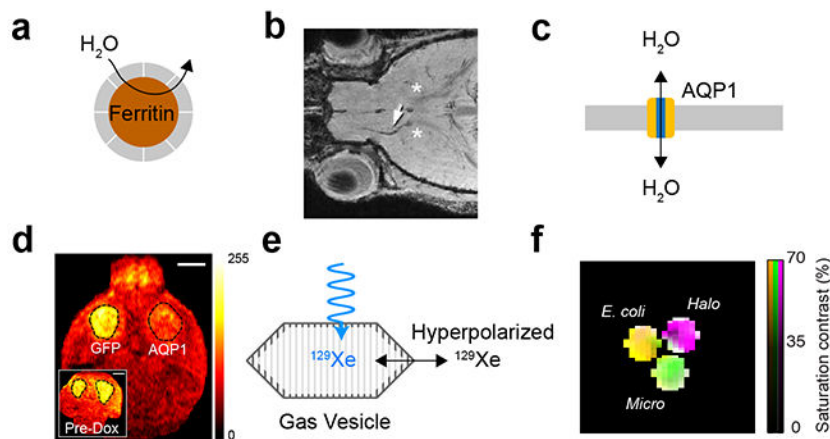 a
H₂O
Ferritin
b
*
*
c
H₂O
AQP1
H₂O
d
255
GFP
AQP1
Pre-Dox
0
e
¹²⁹Xe
Hyperpolarized
¹²⁹Xe
Gas Vesicle
f
E. coli
Halo
Micro
70
35
0
Saturation contrast (%)